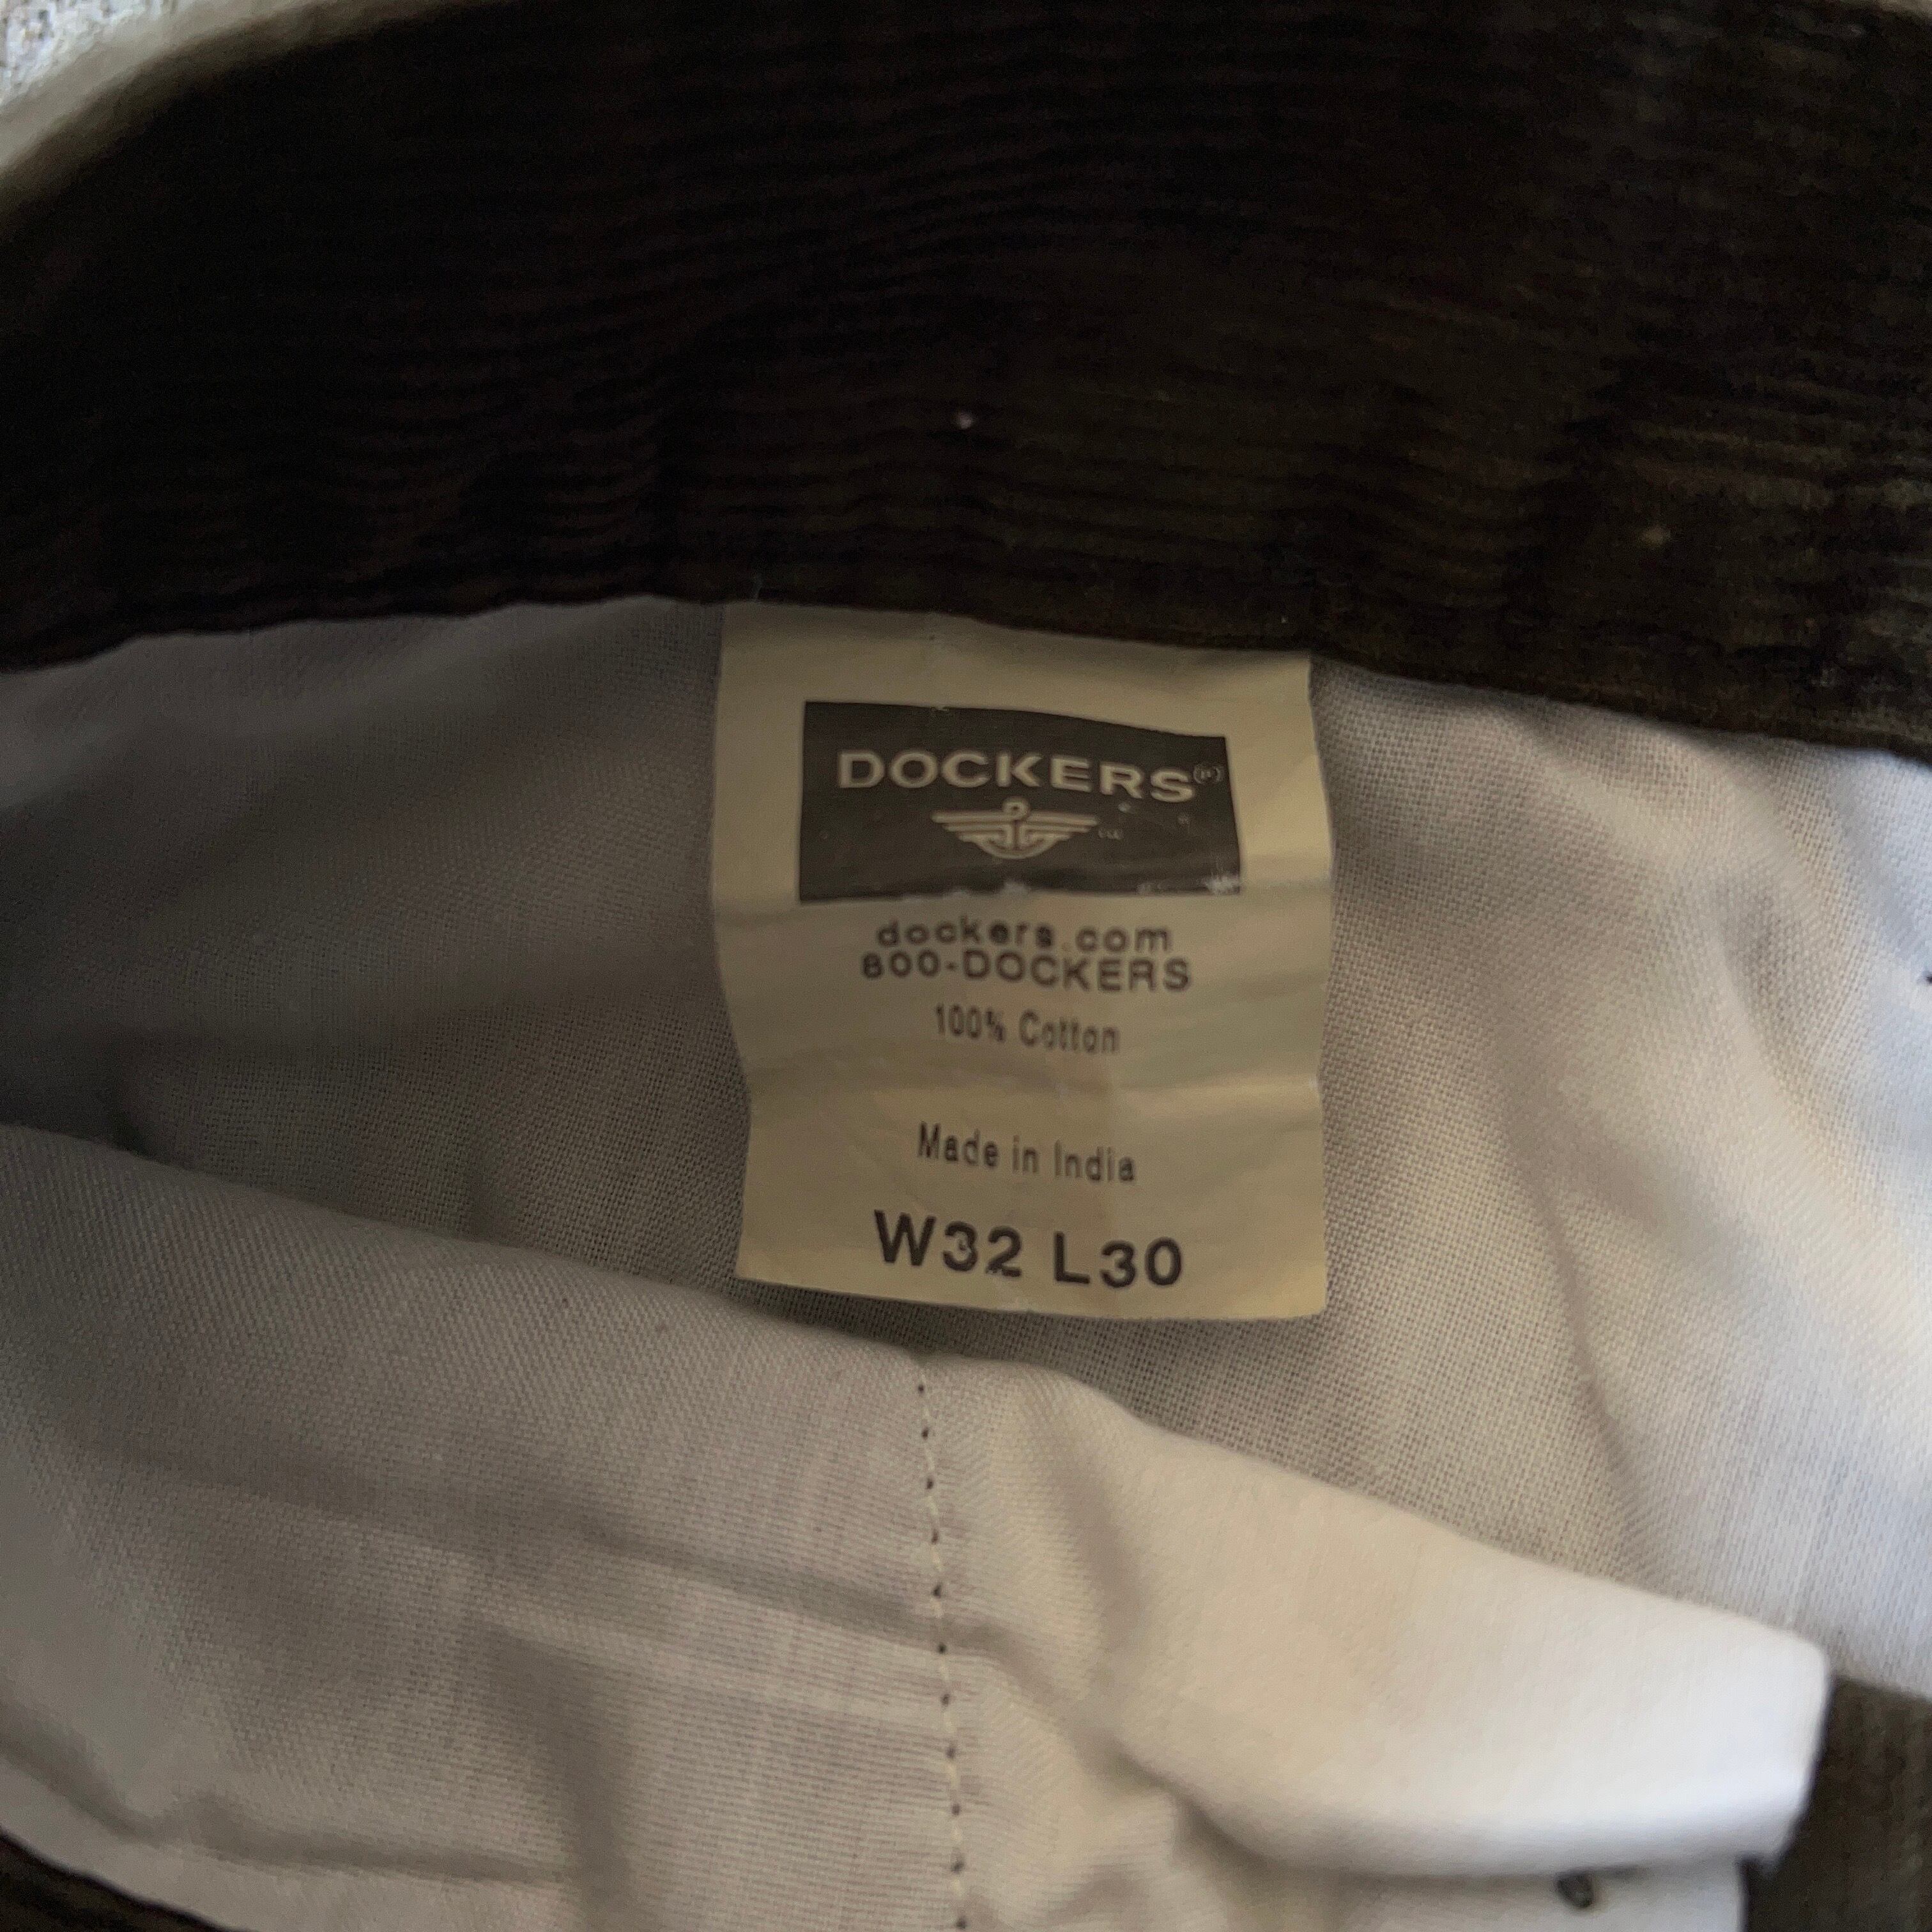 DOCKERS(R)
dockers.com
800-DOCKERS
100% Cotton
Made in India
W32 L30